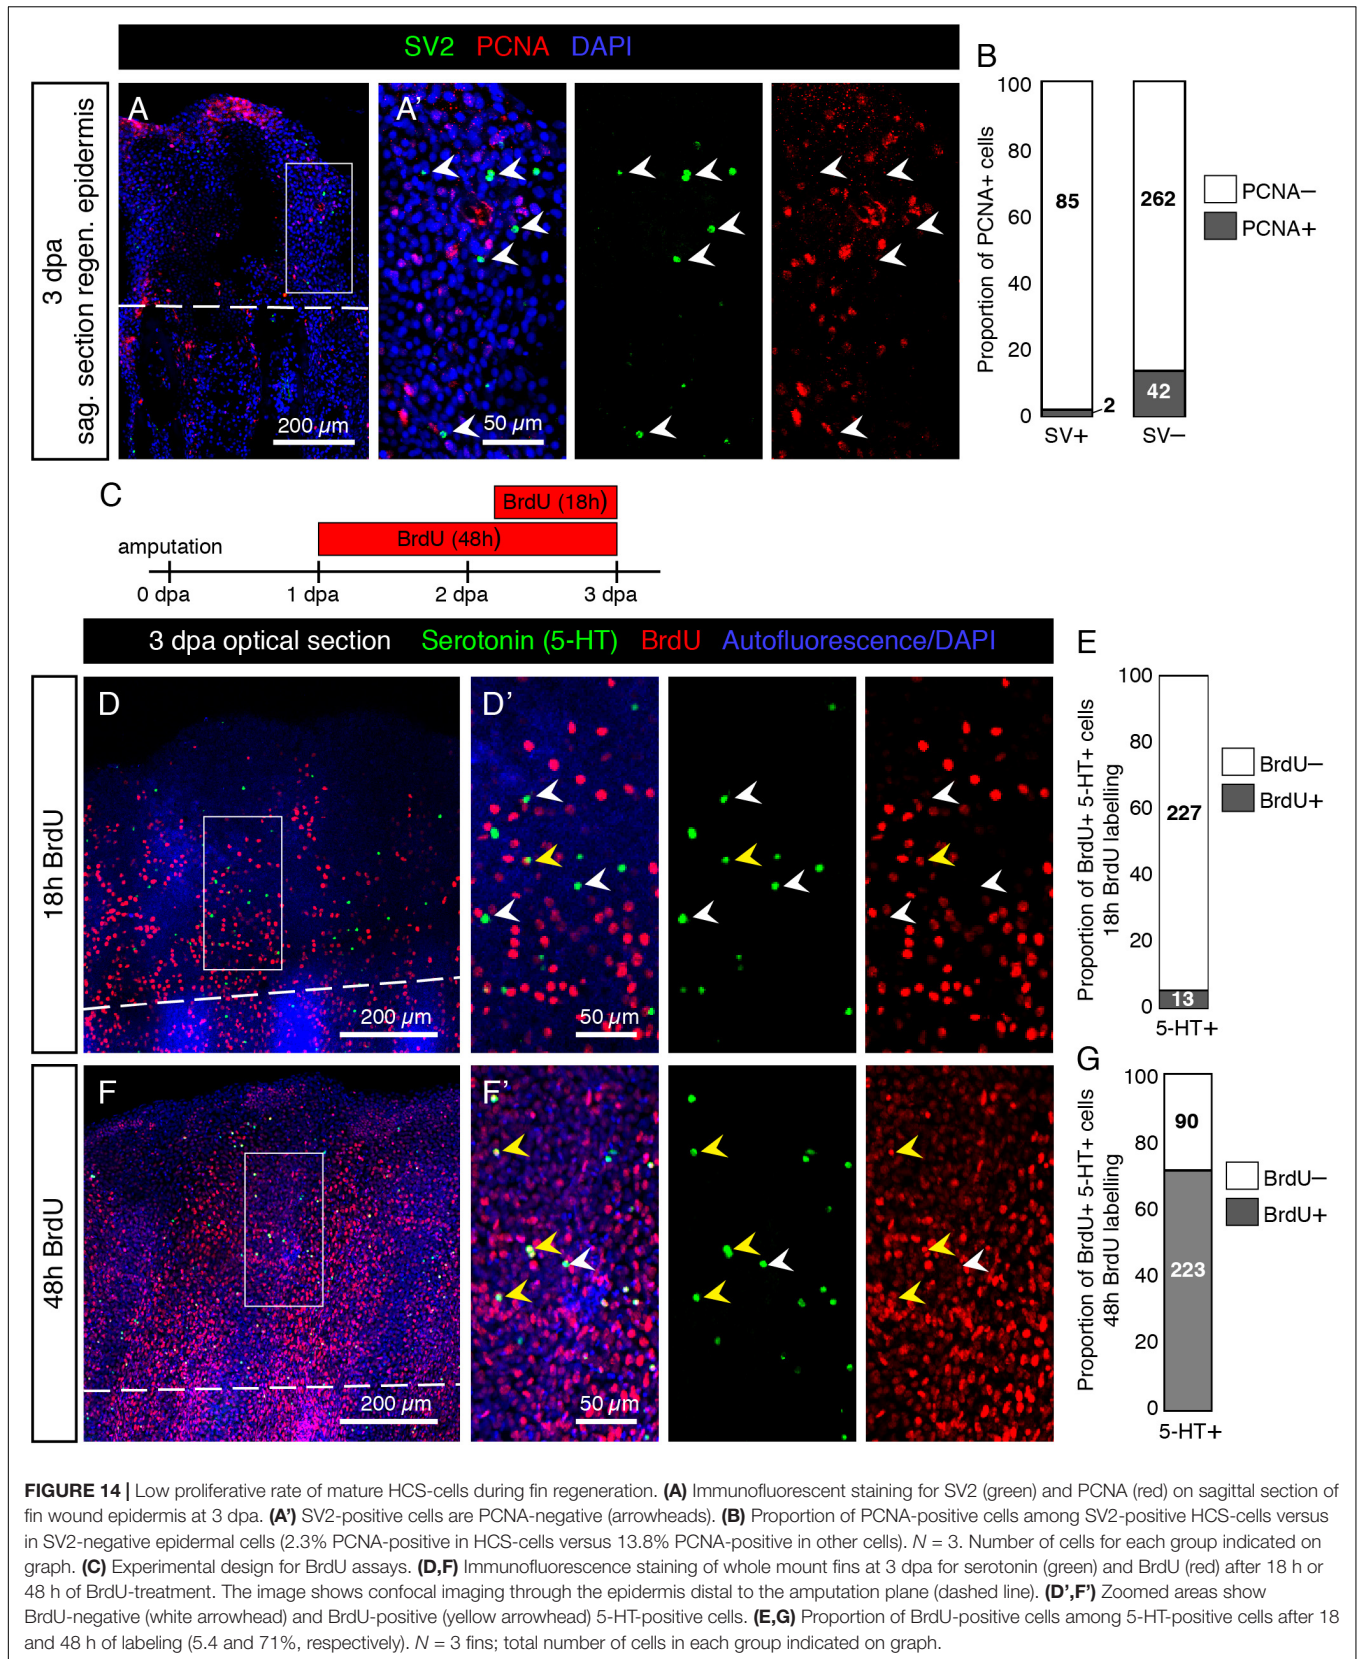 SV2 PCNA DAPI
3 dpa
sag. section regen. epidermis
A
A’
200 µm
50 µm
B
Proportion of PCNA+ cells
100
80
60
40
20
0
85
2
262
42
SV+
SV–
PCNA–
PCNA+
C
BrdU (18h)
BrdU (48h)
amputation
0 dpa 1 dpa 2 dpa 3 dpa
3 dpa optical section Serotonin (5-HT) BrdU Autofluorescence/DAPI
18h BrdU
D
D’
200 µm
50 µm
E
Proportion of BrdU+ 5-HT+ cells
18h BrdU labelling
100
80
60
40
20
0
227
13
5-HT+
BrdU–
BrdU+
48h BrdU
F
F’
200 µm
50 µm
G
Proportion of BrdU+ 5-HT+ cells
48h BrdU labelling
100
80
60
40
20
0
90
223
5-HT+
BrdU–
BrdU+
FIGURE 14 | Low proliferative rate of mature HCS-cells during fin regeneration. (A) Immunofluorescent staining for SV2 (green) and PCNA (red) on sagittal section of
fin wound epidermis at 3 dpa. (A’) SV2-positive cells are PCNA-negative (arrowheads). (B) Proportion of PCNA-positive cells among SV2-positive HCS-cells versus
in SV2-negative epidermal cells (2.3% PCNA-positive in HCS-cells versus 13.8% PCNA-positive in other cells). N = 3. Number of cells for each group indicated on
graph. (C) Experimental design for BrdU assays. (D,F) Immunofluorescence staining of whole mount fins at 3 dpa for serotonin (green) and BrdU (red) after 18 h or
48 h of BrdU-treatment. The image shows confocal imaging through the epidermis distal to the amputation plane (dashed line). (D’,F’) Zoomed areas show
BrdU-negative (white arrowhead) and BrdU-positive (yellow arrowhead) 5-HT-positive cells. (E,G) Proportion of BrdU-positive cells among 5-HT-positive cells after 18
and 48 h of labeling (5.4 and 71%, respectively). N = 3 fins; total number of cells in each group indicated on graph.